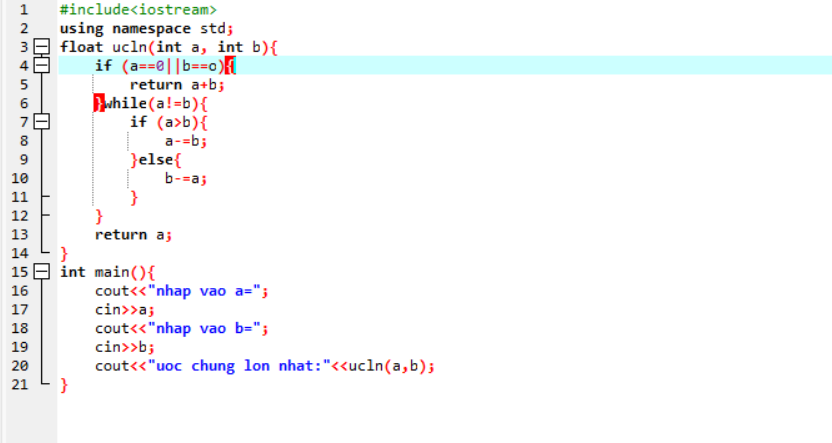 1 #include<iostream>
2 using namespace std;
3 float ucln(int a, int b){
4 if (a==0||b==o){
5 return a+b;
6 }while(a!=b){
7 if (a>b){
8 a-=b;
9 }else{
10 b-=a;
11 }
12 }
13 return a;
14 }
15 int main(){
16 cout<<"nhap vao a=";
17 cin>>a;
18 cout<<"nhap vao b=";
19 cin>>b;
20 cout<<"uoc chung lon nhat:"<<ucln(a,b);
21 }